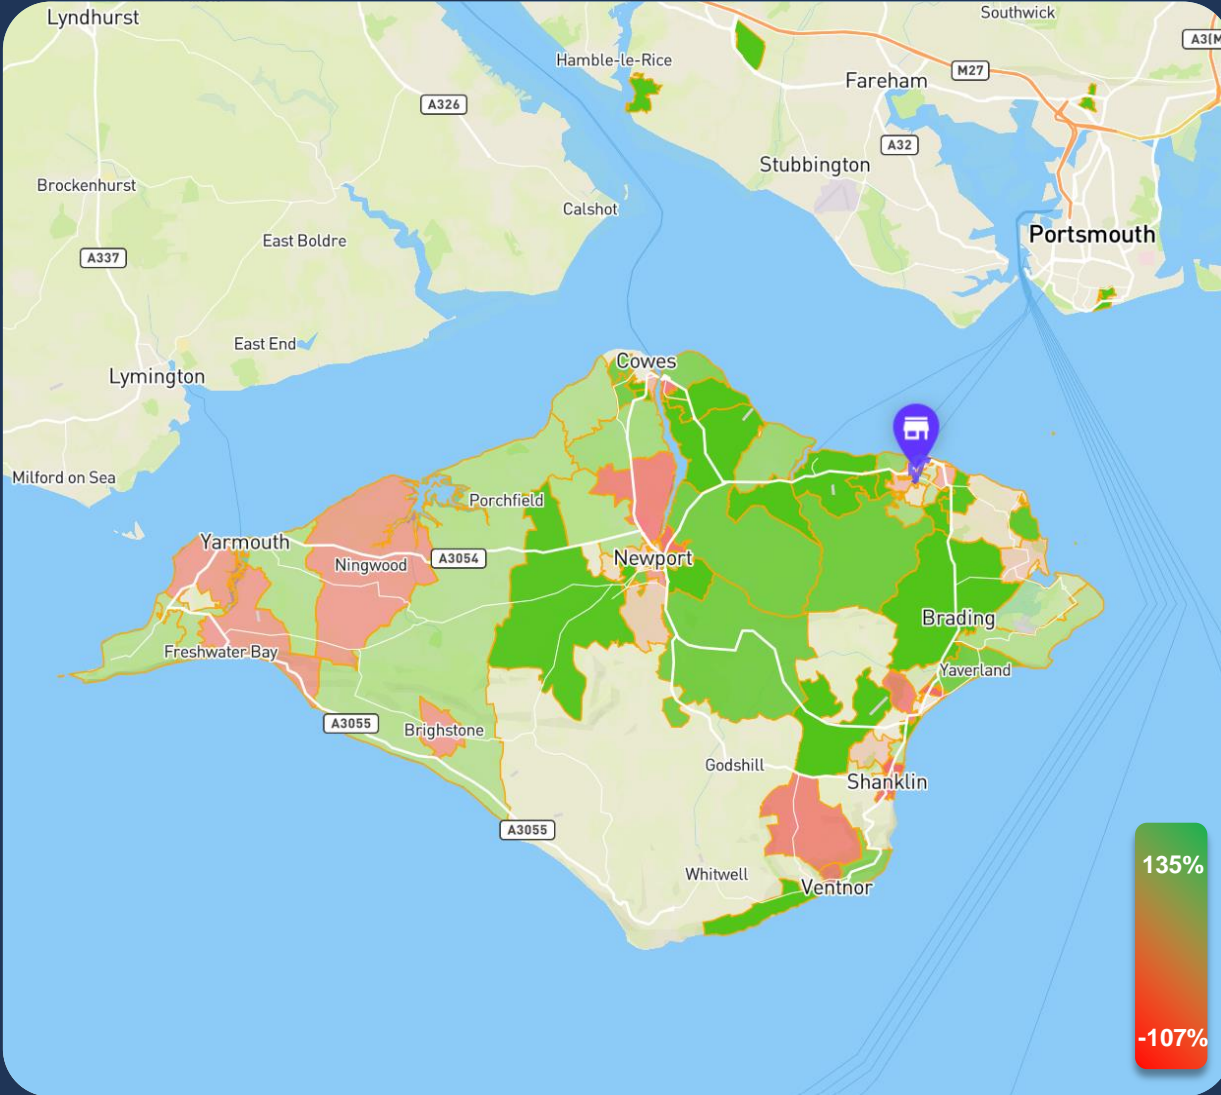 Lyndhurst
Southwick
A3(M
Hamble-le-Rice
M27
Fareham
A326
A32
Stubbington
Brockenhurst
Calshot
Portsmouth
East Boldre
A337
East End
Cowes
Lymington
Milford on Sea
Porchfield
Yarmouth
A3054
Newport
Ningwood
Brading
Freshwater Bay
Yaverland
A3055
Brighstone
Godshill
Shanklin
A3055
135%
Whitwell
Ventnor
-107%